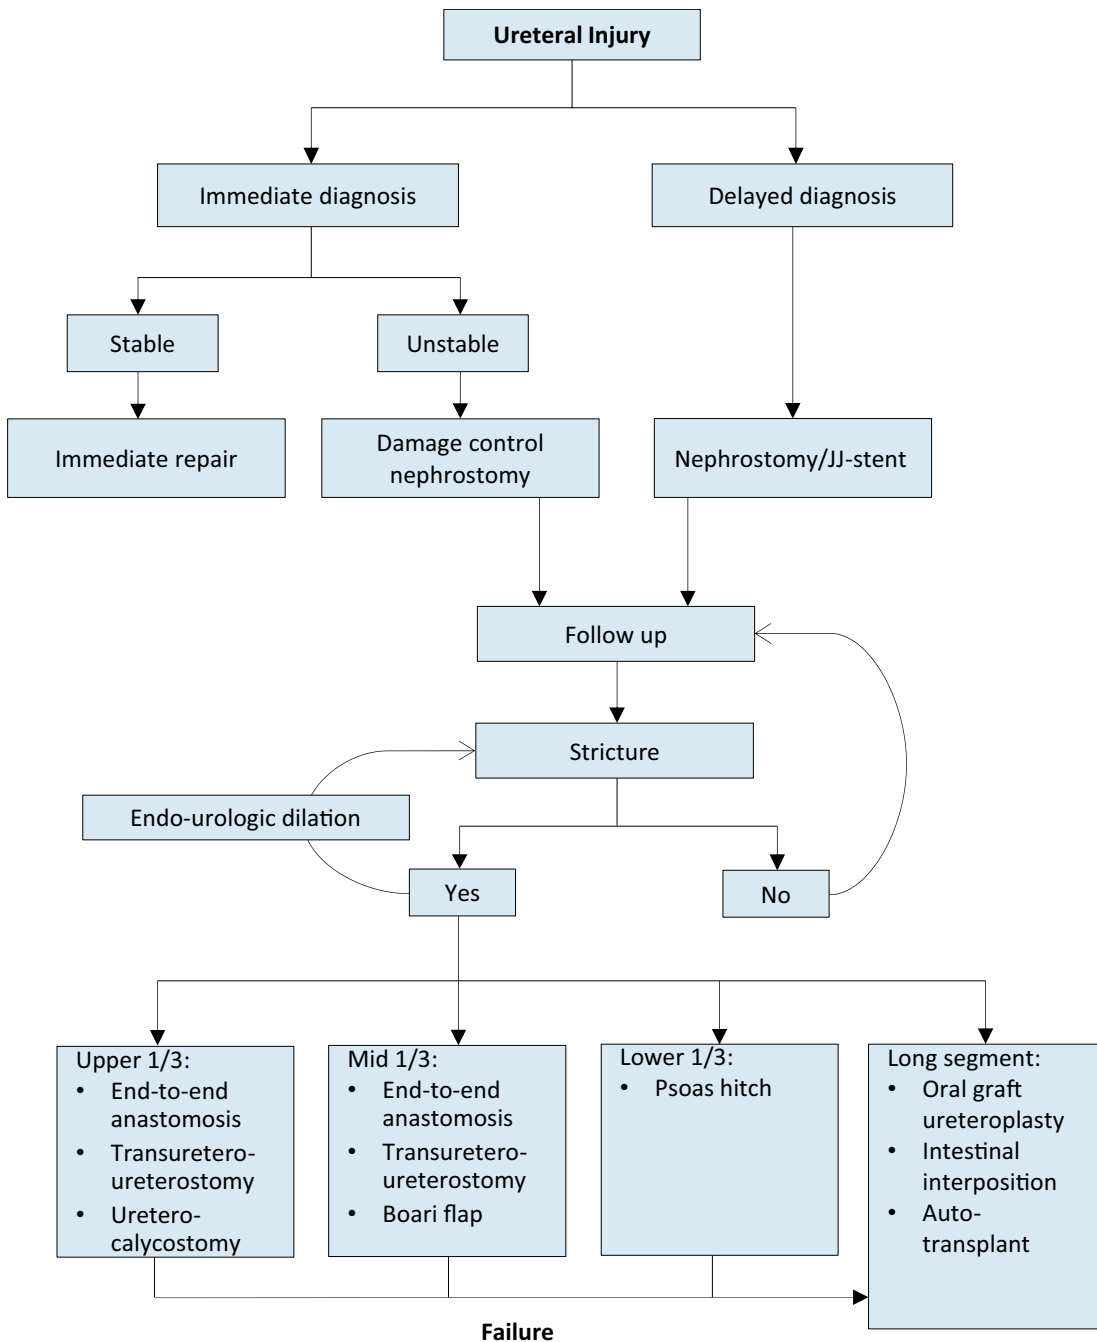 Ureteral Injury
Immediate diagnosis
Delayed diagnosis
Stable
Unstable
Immediate repair
Damage control
nephrostomy
Nephrostomy/JJ-stent
Follow up
Stricture
Endo-urologic dilation
Yes
No
Upper 1/3:
• End-to-end
anastomosis
• Transuretero-
ureterostomy
• Uretero-
calycostomy
Mid 1/3:
• End-to-end
anastomosis
• Transuretero-
ureterostomy
• Boari flap
Lower 1/3:
• Psoas hitch
Long segment:
• Oral graft
ureteroplasty
• Intestinal
interposition
• Auto-
transplant
Failure